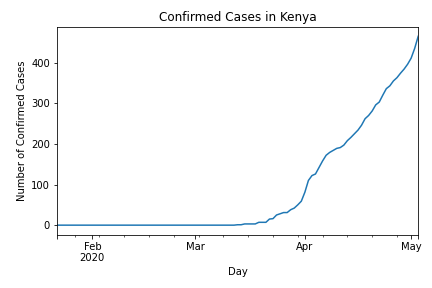 Confirmed Cases in Kenya
Number of Confirmed Cases
400
300
200
100
0
Feb Mar Apr May
2020
Day